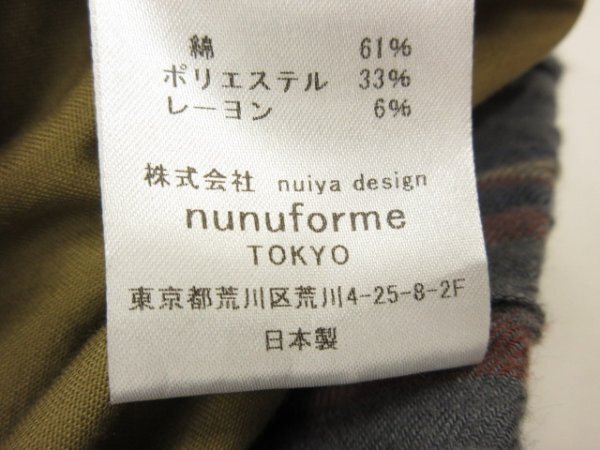 綿 61%
ポリエステル 33%
レーヨン 6%
株式会社 nuiya design
nunuforme
TOKYO
東京都荒川区荒川4-25-8-2F
日本製